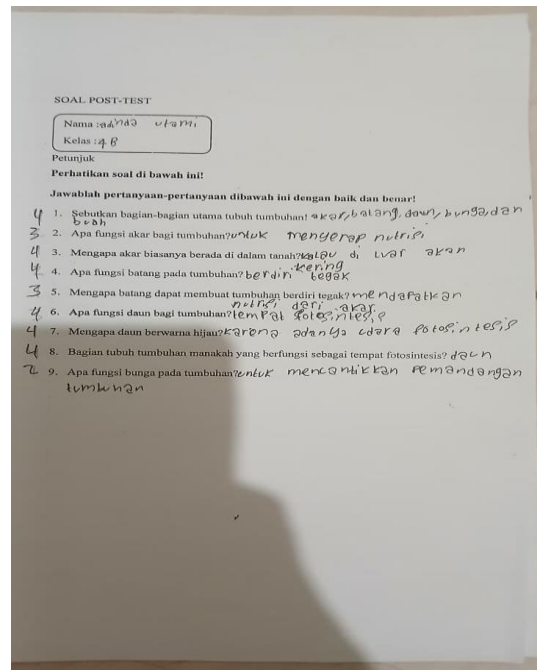 SOAL POST-TEST
Nama : adinda utami
Kelas : 4 B
Petunjuk
Perhatikan soal di bawah ini!
Jawablah pertanyaan-pertanyaan dibawah ini dengan baik dan benar!
4 1. Sebutkan bagian-bagian utama tubuh tumbuhan! akar, batang, daun, bunga, dan
buah
3 2. Apa fungsi akar bagi tumbuhan? untuk menyerap nutrisi
4 3. Mengapa akar biasanya berada di dalam tanah? kalau di luar akan
kering
4 4. Apa fungsi batang pada tumbuhan? berdiri tegak
3 5. Mengapa batang dapat membuat tumbuhan berdiri tegak? mendapatkan
nutrisi dari akar
4 6. Apa fungsi daun bagi tumbuhan? tempat fotosintesis
4 7. Mengapa daun berwarna hijau? karena adanya udara fotosintesis
4 8. Bagian tubuh tumbuhan manakah yang berfungsi sebagai tempat fotosintesis? daun
2 9. Apa fungsi bunga pada tumbuhan? untuk mencantikkan pemandangan
tumbuhan